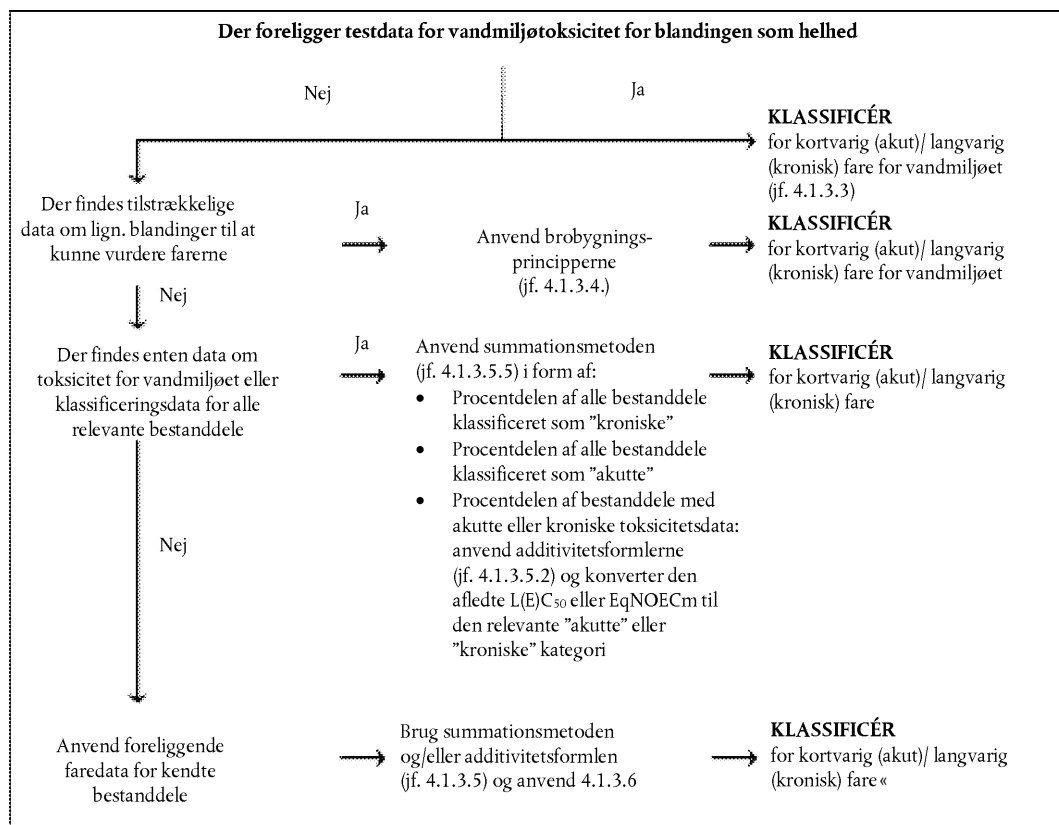 Der foreligger testdata for vandmiljøtoksicitet for blandingen som helhed
Nej
Ja
KLASSIFICÉR
for kortvarig (akut)/ langvarig
(kronisk) fare for vandmiljøet
(jf. 4.1.3.3)
Der findes tilstrækkelige
data om lign. blandinger til at
kunne vurdere farerne
Ja
Anvend brobygnings-
principperne
(jf. 4.1.3.4.)
KLASSIFICÉR
for kortvarig (akut)/ langvarig
(kronisk) fare for vandmiljøet
Nej
Der findes enten data om
toksicitet for vandmiljøet eller
klassificeringsdata for alle
relevante bestanddele
Ja
Anvend summationsmetoden
(jf. 4.1.3.5.5) i form af:
• Procentdelen af alle bestanddele
klassificeret som ”kroniske”
• Procentdelen af alle bestanddele
klassificeret som ”akutte”
• Procentdelen af bestanddele med
akutte eller kroniske toksicitetsdata:
anvend additivitetsformlerne
(jf. 4.1.3.5.2) og konverter den
afledte L(E)C₅₀ eller EqNOECm til
den relevante ”akutte” eller
”kroniske” kategori
KLASSIFICÉR
for kortvarig (akut)/ langvarig
(kronisk) fare
Nej
Anvend foreliggende
faredata for kendte
bestanddele
Brug summationsmetoden
og/eller additivitetsformlen
(jf. 4.1.3.5) og anvend 4.1.3.6
KLASSIFICÉR
for kortvarig (akut)/ langvarig
(kronisk) fare«